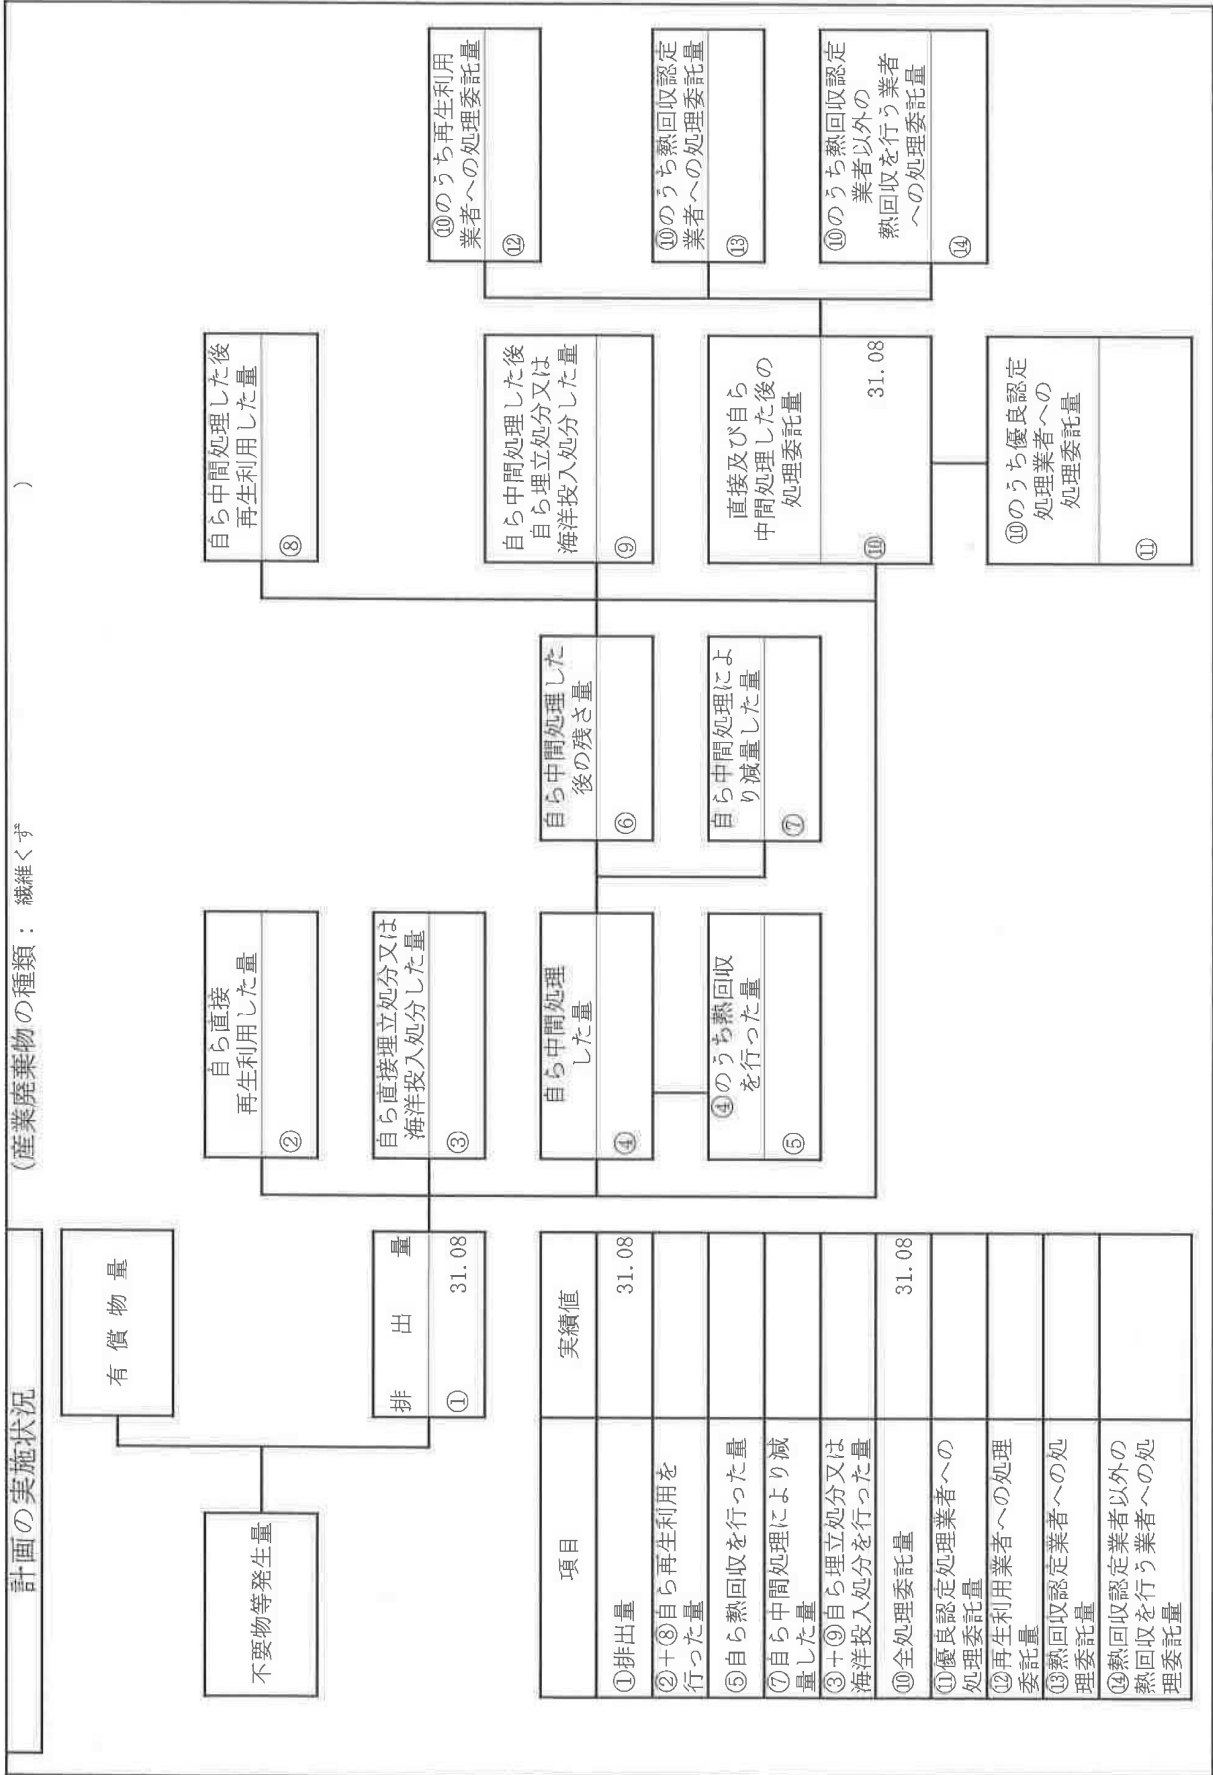 計画の実施状況
(産業廃棄物の種類： 繊維くず )
不要物等発生量
有償物量
排出量
① 31.08
自ら直接
再生利用した量
②
自ら直接埋立処分又は
海洋投入処分した量
③
自ら中間処理
した量
④
④のうち熱回収
を行った量
⑤
自ら中間処理した
後の残さ量
⑥
自ら中間処理によ
り減量した量
⑦
自ら中間処理した後
再生利用した量
⑧
自ら中間処理した後
自ら埋立処分又は
海洋投入処分した量
⑨
直接及び自ら
中間処理した後の
処理委託量
⑩ 31.08
⑩のうち優良認定
処理業者への
処理委託量
⑪
⑩のうち再生利用
業者への処理委託量
⑫
⑩のうち熱回収認定
業者への処理委託量
⑬
⑩のうち熱回収認定
業者以外の
熱回収を行う業者
への処理委託量
⑭
項目 実績値
①排出量 31.08
②+⑧自ら再生利用を
行った量
⑤自ら熱回収を行った量
⑦自ら中間処理により減
量した量
③+⑨自ら埋立処分又は
海洋投入処分を行った量
⑩全処理委託量 31.08
⑪優良認定処理業者への
処理委託量
⑫再生利用業者への処理
委託量
⑬熱回収認定業者への処
理委託量
⑭熱回収認定業者以外の
熱回収を行う業者への処
理委託量